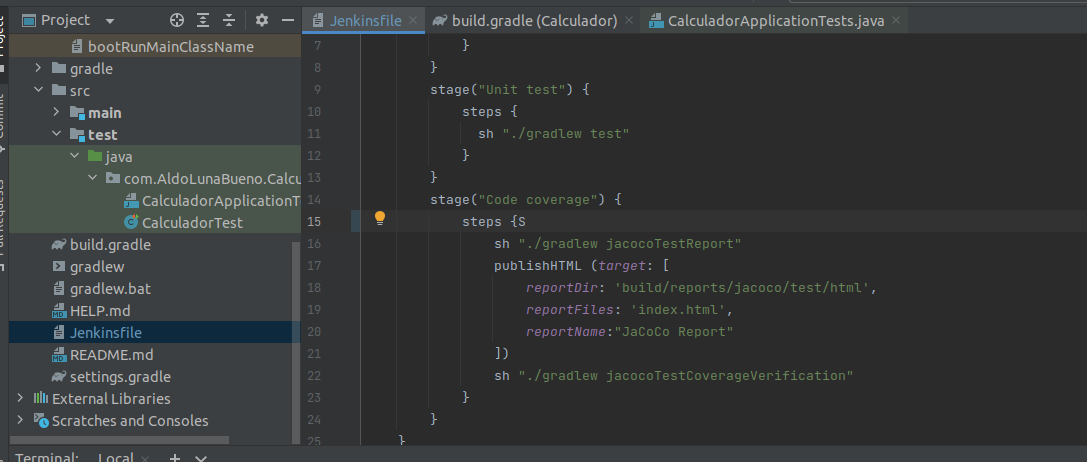 Project
Jenkinsfile
build.gradle (Calculador)
CalculadorApplicationTests.java
Project
Commit
Pull Requests
bootRunMainClassName
gradle
src
main
test
java
com.AldoLunaBueno.Calcu
CalculadorApplicationT
CalculadorTest
build.gradle
gradlew
gradlew.bat
HELP.md
Jenkinsfile
README.md
settings.gradle
External Libraries
Scratches and Consoles
7 }
8 }
9 stage("Unit test") {
10 steps {
11 sh "./gradlew test"
12 }
13 }
14 stage("Code coverage") {
15 steps {S
16 sh "./gradlew jacocoTestReport"
17 publishHTML (target: [
18 reportDir: 'build/reports/jacoco/test/html',
19 reportFiles: 'index.html',
20 reportName:"JaCoCo Report"
21 ])
22 sh "./gradlew jacocoTestCoverageVerification"
23 }
24 }
25 }
Terminal: Local